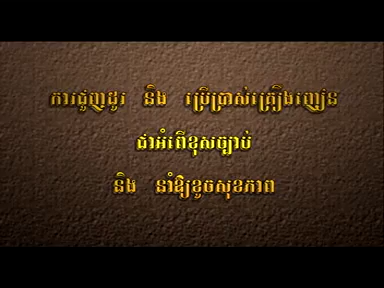 ការជួញដូរ និង ប្រើប្រាស់គ្រឿងញៀន
ជាអំពើខុសច្បាប់
និង នាំឱ្យខូចសុខភាព